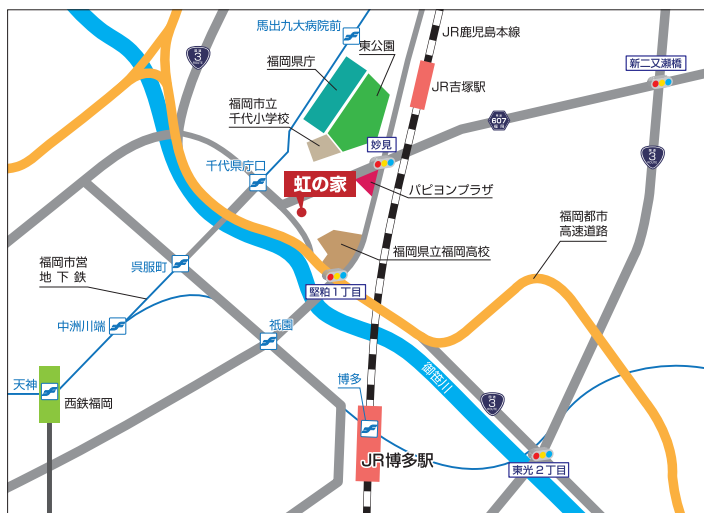 馬出九大病院前
JR鹿児島本線
3
東公園
福岡県庁
新二又瀬橋
JR吉塚駅
福岡市立
千代小学校
607
妙見
3
千代県庁口
虹の家
パピヨンプラザ
福岡都市
高速道路
福岡県立福岡高校
福岡市営
地下鉄
呉服町
堅粕1丁目
中洲川端
祇園
御笠川
天神
博多
西鉄福岡
3
JR博多駅
東光2丁目